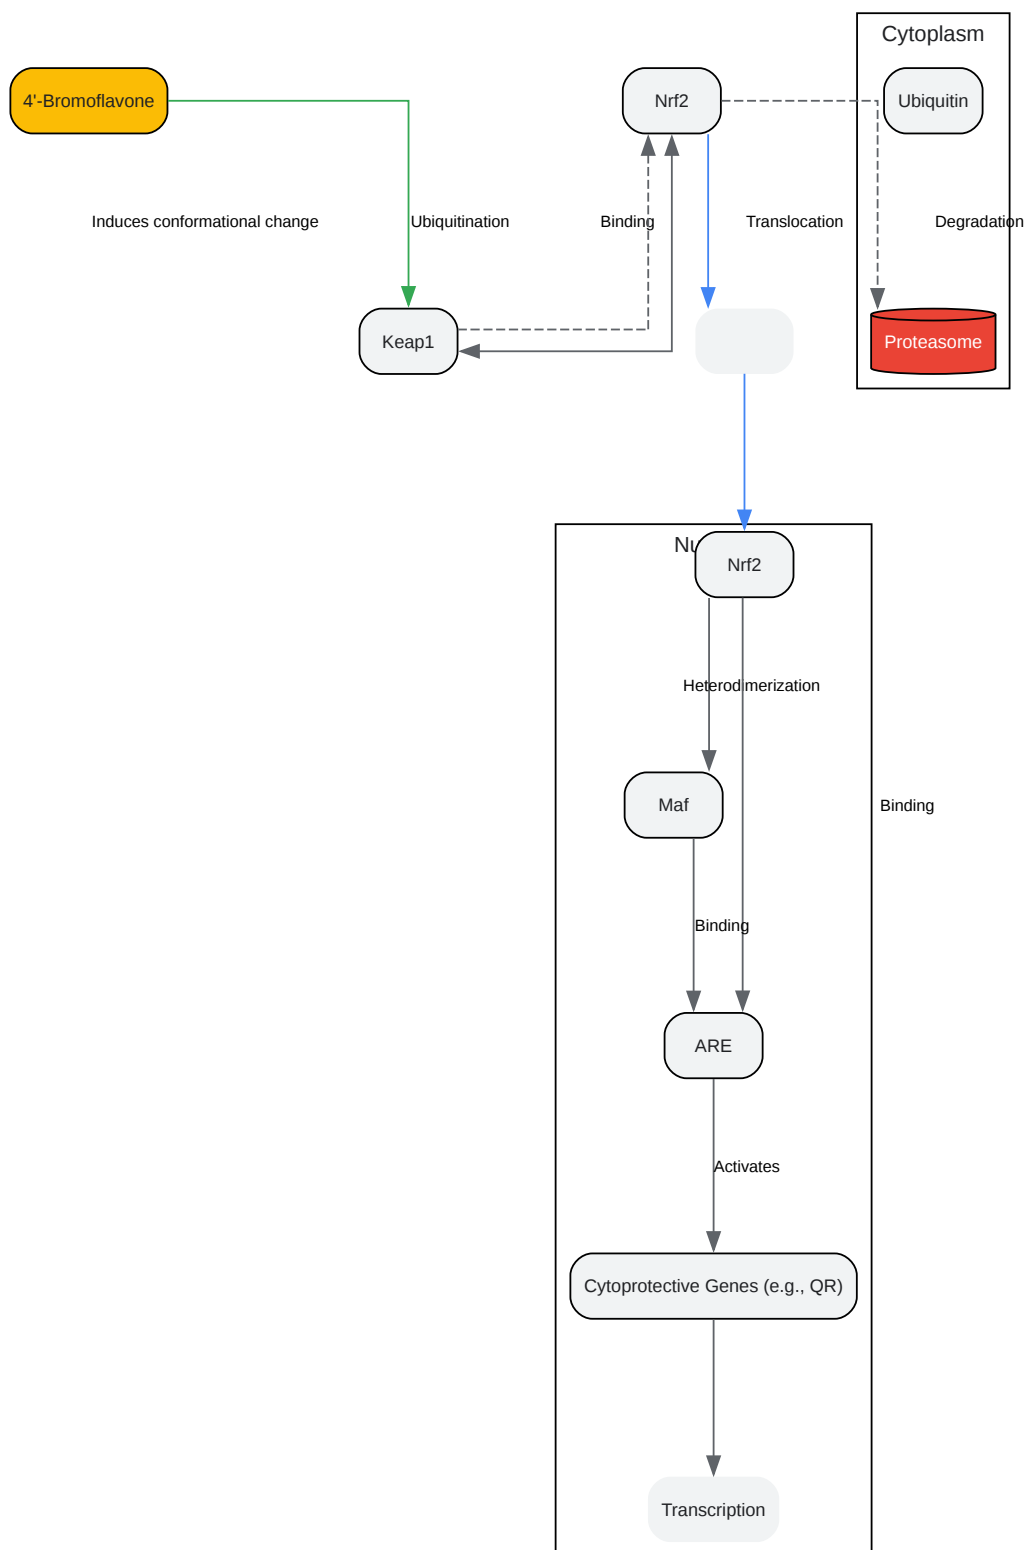 Cytoplasm
4'-Bromoflavone
Nrf2
Ubiquitin
Induces conformational change
Ubiquitination
Binding
Translocation
Degradation
Keap1
Proteasome
Nrf2
Heterodimerization
Maf
Binding
Binding
ARE
Activates
Cytoprotective Genes (e.g., QR)
Transcription